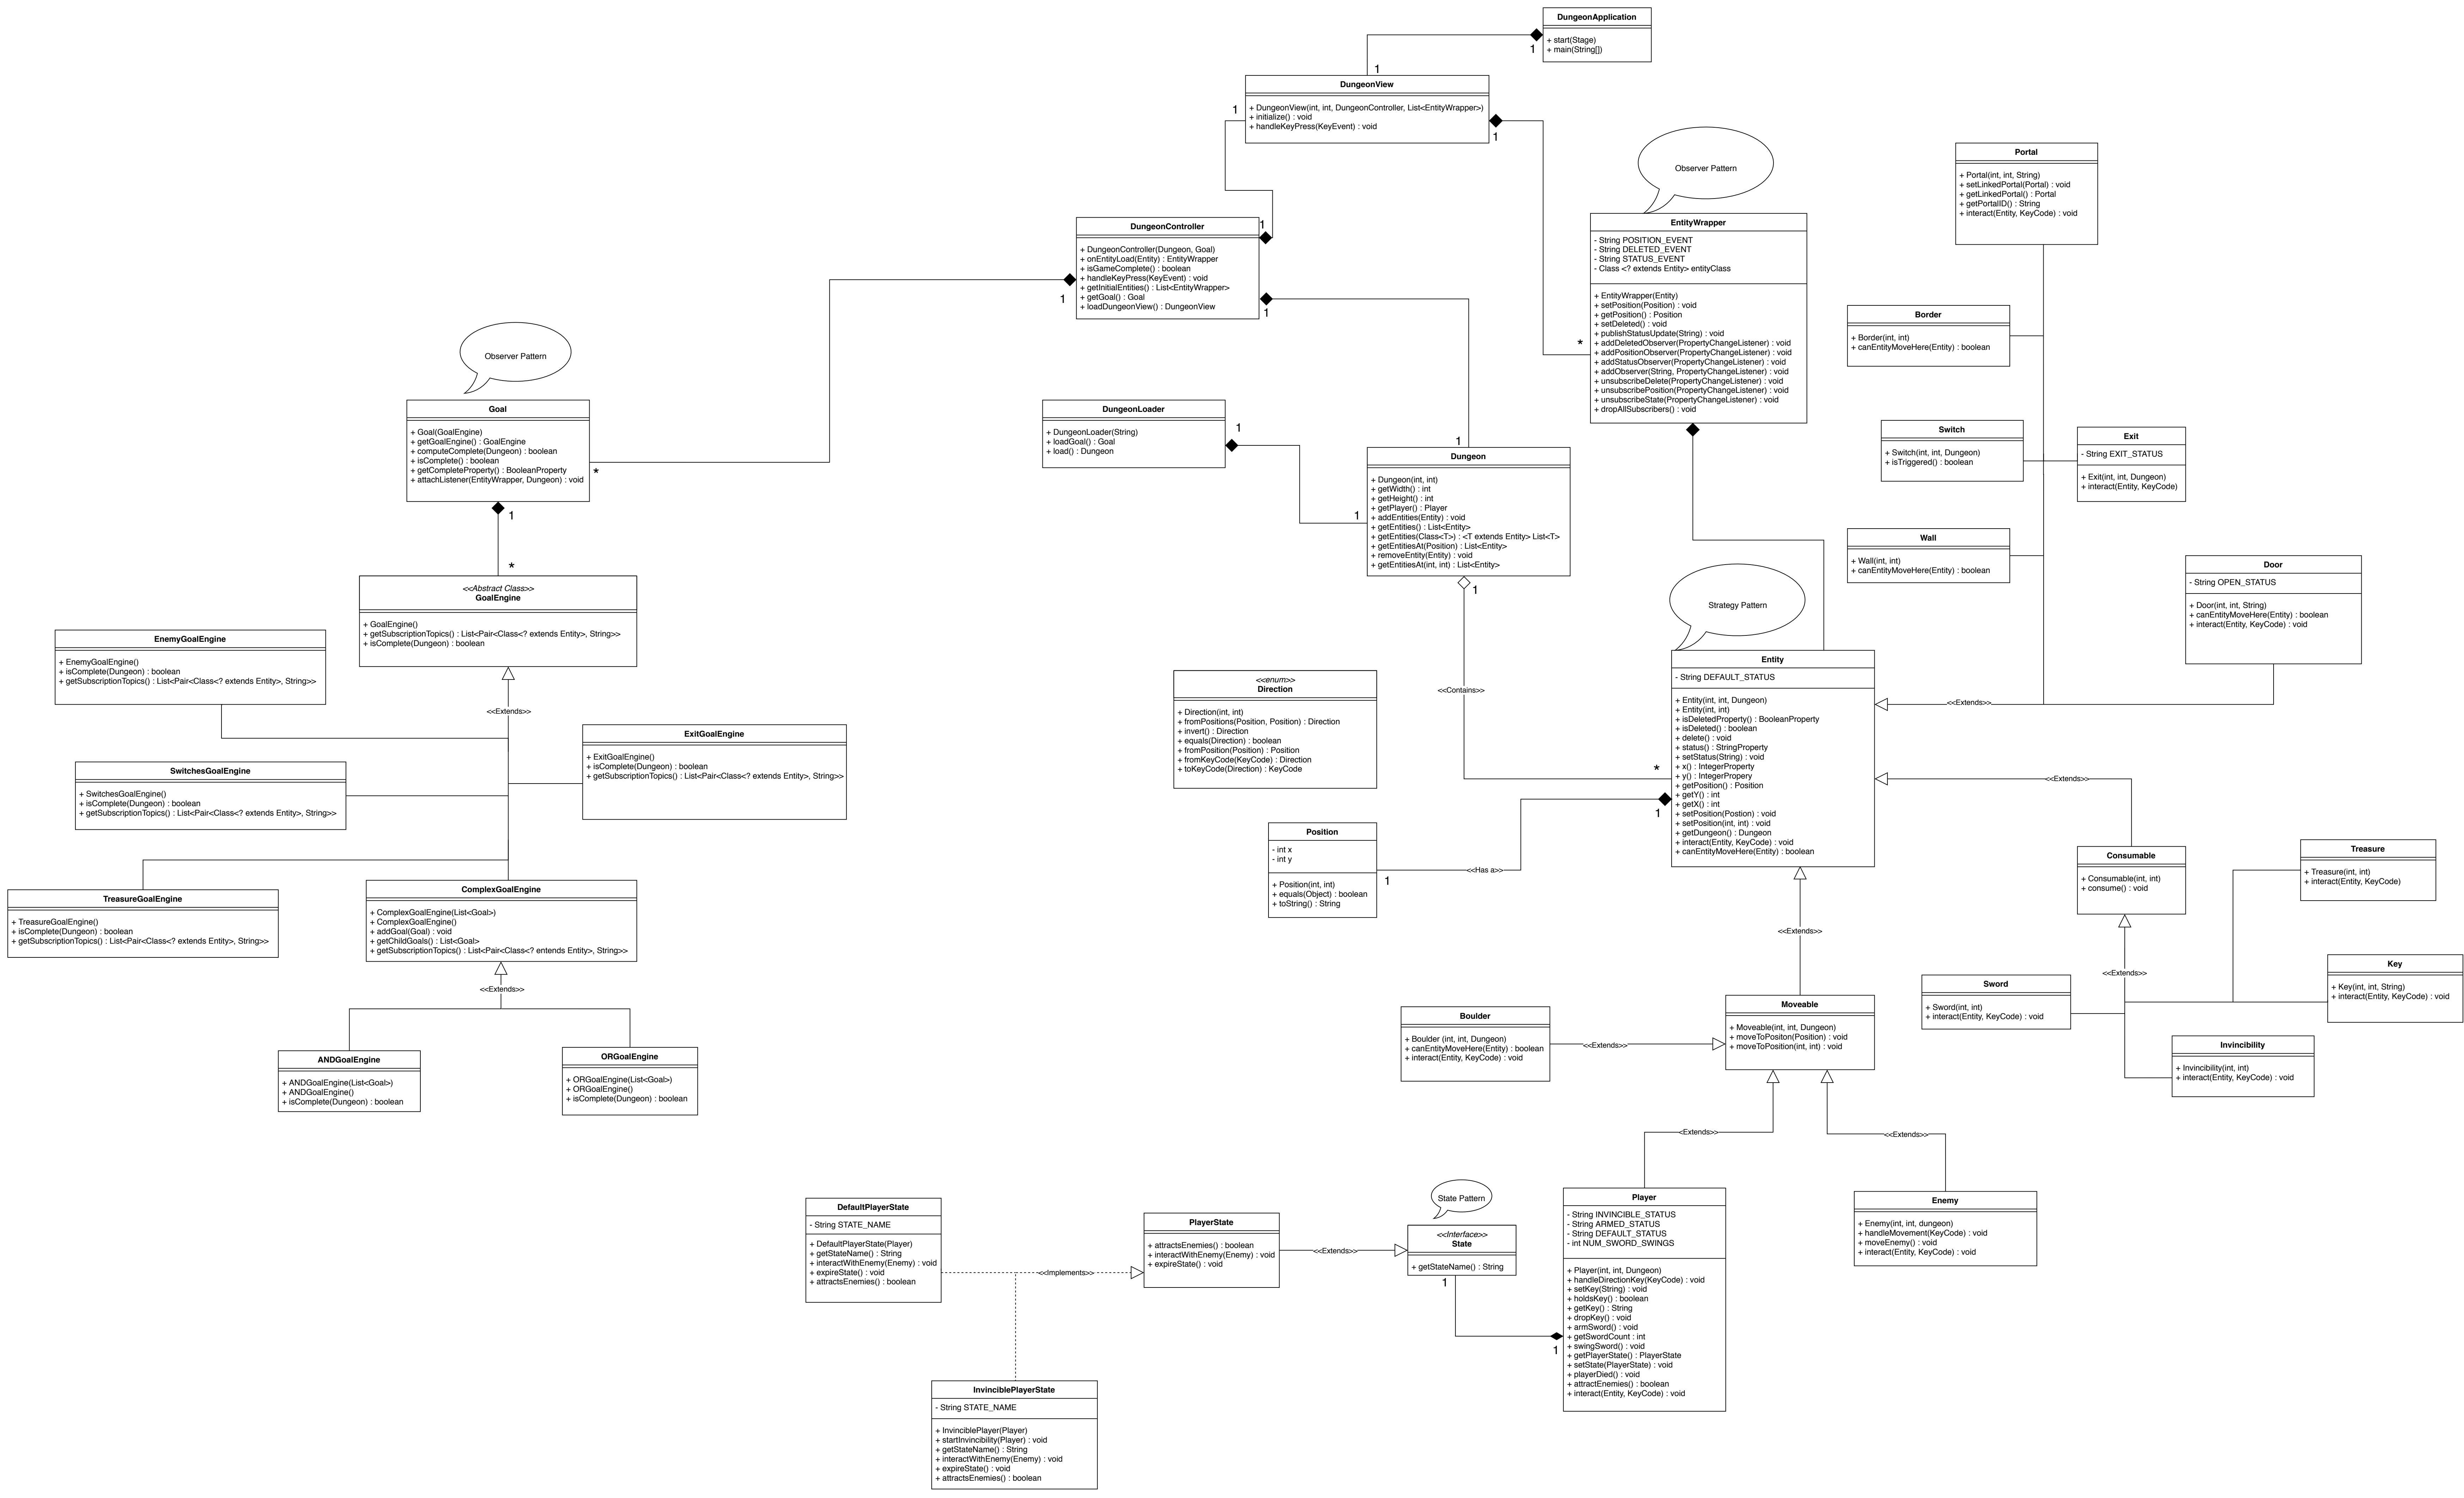 DungeonApplication
+ start(Stage)
+ main(String[])
1
1
DungeonView
+ DungeonView(int, int, DungeonController, List<EntityWrapper>)
+ initialize() : void
+ handleKeyPress(KeyEvent) : void
1
1
Observer Pattern
Portal
+ Portal(int, int, String)
+ setLinkedPortal(Portal) : void
+ getLinkedPortal() : Portal
+ getPortalID() : String
+ interact(Entity, KeyCode) : void
DungeonController
+ DungeonController(Dungeon, Goal)
+ onEntityLoad(Entity) : EntityWrapper
+ isGameComplete() : boolean
+ handleKeyPress(KeyEvent) : void
+ getInitialEntities() : List<EntityWrapper>
+ getGoal() : Goal
+ loadDungeonView() : DungeonView
1
1
1
EntityWrapper
- String POSITION_EVENT
- String DELETED_EVENT
- String STATUS_EVENT
- Class <? extends Entity> entityClass
+ EntityWrapper(Entity)
+ setPosition(Position) : void
+ getPosition() : Position
+ setDeleted() : void
+ publishStatusUpdate(String) : void
+ addDeletedObserver(PropertyChangeListener) : void
+ addPositionObserver(PropertyChangeListener) : void
+ addStatusObserver(PropertyChangeListener) : void
+ addObserver(String, PropertyChangeListener) : void
+ unsubscribeDelete(PropertyChangeListener) : void
+ unsubscribePosition(PropertyChangeListener) : void
+ unsubscribeState(PropertyChangeListener) : void
+ dropAllSubscribers() : void
*
Border
+ Border(int, int)
+ canEntityMoveHere(Entity) : boolean
Observer Pattern
Goal
+ Goal(GoalEngine)
+ getGoalEngine() : GoalEngine
+ computeComplete(Dungeon) : boolean
+ isComplete() : boolean
+ getCompleteProperty() : BooleanProperty
+ attachListener(EntityWrapper, Dungeon) : void
*
1
*
DungeonLoader
+ DungeonLoader(String)
+ loadGoal() : Goal
+ load() : Dungeon
1
1
1
Dungeon
+ Dungeon(int, int)
+ getWidth() : int
+ getHeight() : int
+ getPlayer() : Player
+ addEntities(Entity) : void
+ getEntities() : List<Entity>
+ getEntities(Class<T>) : <T extends Entity> List<T>
+ getEntitiesAt(Position) : List<Entity>
+ removeEntity(Entity) : void
+ getEntitiesAt(int, int) : List<Entity>
1
Switch
+ Switch(int, int, Dungeon)
+ isTriggered() : boolean
Exit
- String EXIT_STATUS
+ Exit(int, int, Dungeon)
+ interact(Entity, KeyCode)
Wall
+ Wall(int, int)
+ canEntityMoveHere(Entity) : boolean
Door
- String OPEN_STATUS
+ Door(int, int, String)
+ canEntityMoveHere(Entity) : boolean
+ interact(Entity, KeyCode) : void
<<Abstract Class>>
GoalEngine
+ GoalEngine()
+ getSubscriptionTopics() : List<Pair<Class<? extends Entity>, String>>
+ isComplete(Dungeon) : boolean
Strategy Pattern
EnemyGoalEngine
+ EnemyGoalEngine()
+ isComplete(Dungeon) : boolean
+ getSubscriptionTopics() : List<Pair<Class<? extends Entity>, String>>
<<Extends>>
ExitGoalEngine
+ ExitGoalEngine()
+ isComplete(Dungeon) : boolean
+ getSubscriptionTopics() : List<Pair<Class<? extends Entity>, String>>
<<enum>>
Direction
+ Direction(int, int)
+ fromPositions(Position, Position) : Direction
+ invert() : Direction
+ equals(Direction) : boolean
+ fromPosition(Position) : Position
+ fromKeyCode(KeyCode) : Direction
+ toKeyCode(Direction) : KeyCode
<<Contains>>
*
Entity
- String DEFAULT_STATUS
+ Entity(int, int, Dungeon)
+ Entity(int, int)
+ isDeletedProperty() : BooleanProperty
+ isDeleted() : boolean
+ delete() : void
+ status() : StringProperty
+ setStatus(String) : void
+ x() : IntegerProperty
+ y() : IntegerPropery
+ getPosition() : Position
+ getY() : int
+ getX() : int
+ setPosition(Postion) : void
+ setPosition(int, int) : void
+ getDungeon() : Dungeon
+ interact(Entity, KeyCode) : void
+ canEntityMoveHere(Entity) : boolean
<<Extends>>
<<Extends>>
SwitchesGoalEngine
+ SwitchesGoalEngine()
+ isComplete(Dungeon) : boolean
+ getSubscriptionTopics() : List<Pair<Class<? extends Entity>, String>>
1
Position
- int x
- int y
+ Position(int, int)
+ equals(Object) : boolean
+ toString() : String
<<Has a>>
1
Consumable
+ Consumable(int, int)
+ consume() : void
Treasure
+ Treasure(int, int)
+ interact(Entity, KeyCode)
TreasureGoalEngine
+ TreasureGoalEngine()
+ isComplete(Dungeon) : boolean
+ getSubscriptionTopics() : List<Pair<Class<? extends Entity>, String>>
ComplexGoalEngine
+ ComplexGoalEngine(List<Goal>)
+ ComplexGoalEngine()
+ addGoal(Goal) : void
+ getChildGoals() : List<Goal>
+ getSubscriptionTopics() : List<Pair<Class<? entends Entity>, String>>
<<Extends>>
<<Extends>>
<<Extends>>
Key
+ Key(int, int, String)
+ interact(Entity, KeyCode) : void
Sword
+ Sword(int, int)
+ interact(Entity, KeyCode) : void
Boulder
+ Boulder (int, int, Dungeon)
+ canEntityMoveHere(Entity) : boolean
+ interact(Entity, KeyCode) : void
<<Extends>>
Moveable
+ Moveable(int, int, Dungeon)
+ moveToPositon(Position) : void
+ moveToPosition(int, int) : void
Invincibility
+ Invincibility(int, int)
+ interact(Entity, KeyCode) : void
ANDGoalEngine
+ ANDGoalEngine(List<Goal>)
+ ANDGoalEngine()
+ isComplete(Dungeon) : boolean
ORGoalEngine
+ ORGoalEngine(List<Goal>)
+ ORGoalEngine()
+ isComplete(Dungeon) : boolean
<Extends>>
<<Extends>>
DefaultPlayerState
- String STATE_NAME
+ DefaultPlayerState(Player)
+ getStateName() : String
+ interactWithEnemy(Enemy) : void
+ expireState() : void
+ attractsEnemies() : boolean
<<Implements>>
PlayerState
+ attractsEnemies() : boolean
+ interactWithEnemy(Enemy) : void
+ expireState() : void
<<Extends>>
State Pattern
<<Interface>>
State
+ getStateName() : String
1
1
Player
- String INVINCIBLE_STATUS
- String ARMED_STATUS
- String DEFAULT_STATUS
- int NUM_SWORD_SWINGS
+ Player(int, int, Dungeon)
+ handleDirectionKey(KeyCode) : void
+ setKey(String) : void
+ holdsKey() : boolean
+ getKey() : String
+ dropKey() : void
+ armSword() : void
+ getSwordCount : int
+ swingSword() : void
+ getPlayerState() : PlayerState
+ setState(PlayerState) : void
+ playerDied() : void
+ attractEnemies() : boolean
+ interact(Entity, KeyCode) : void
Enemy
+ Enemy(int, int, dungeon)
+ handleMovement(KeyCode) : void
+ moveEnemy() : void
+ interact(Entity, KeyCode) : void
InvinciblePlayerState
- String STATE_NAME
+ InvinciblePlayer(Player)
+ startInvincibility(Player) : void
+ getStateName() : String
+ interactWithEnemy(Enemy) : void
+ expireState() : void
+ attractsEnemies() : boolean